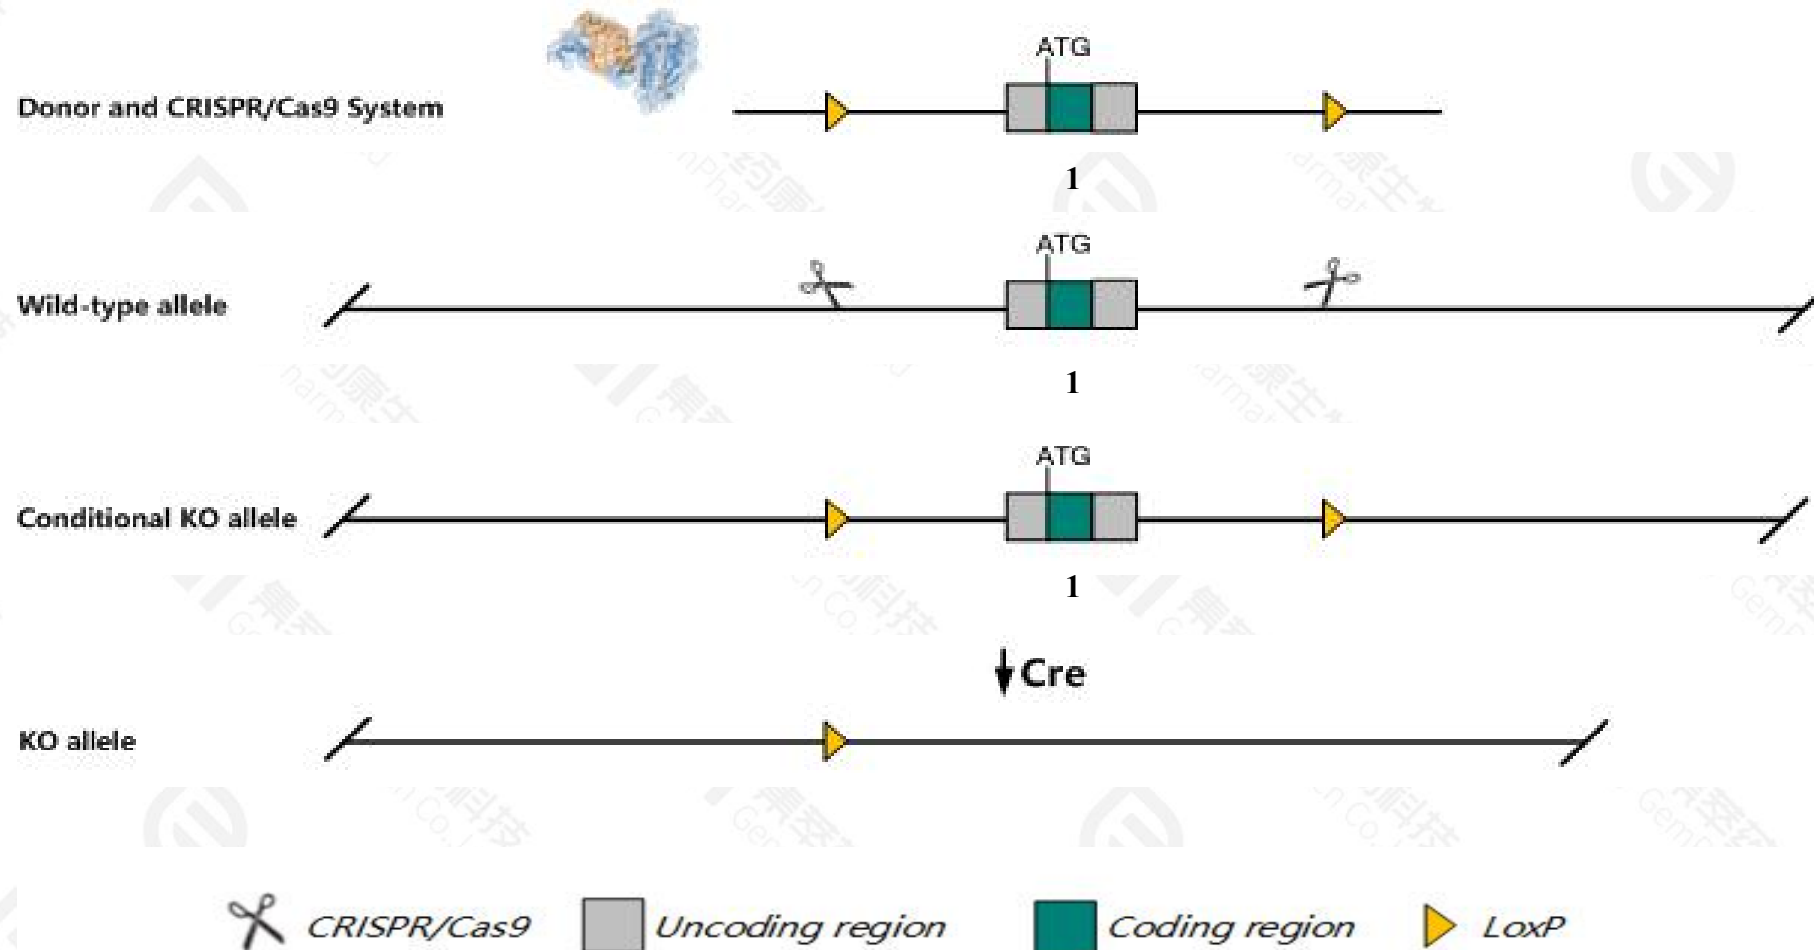 ATG
Donor and CRISPR/Cas9 System
1
ATG
Wild-type allele
1
ATG
Conditional KO allele
1
Cre
KO allele
CRISPR/Cas9
Uncoding region
Coding region
LoxP